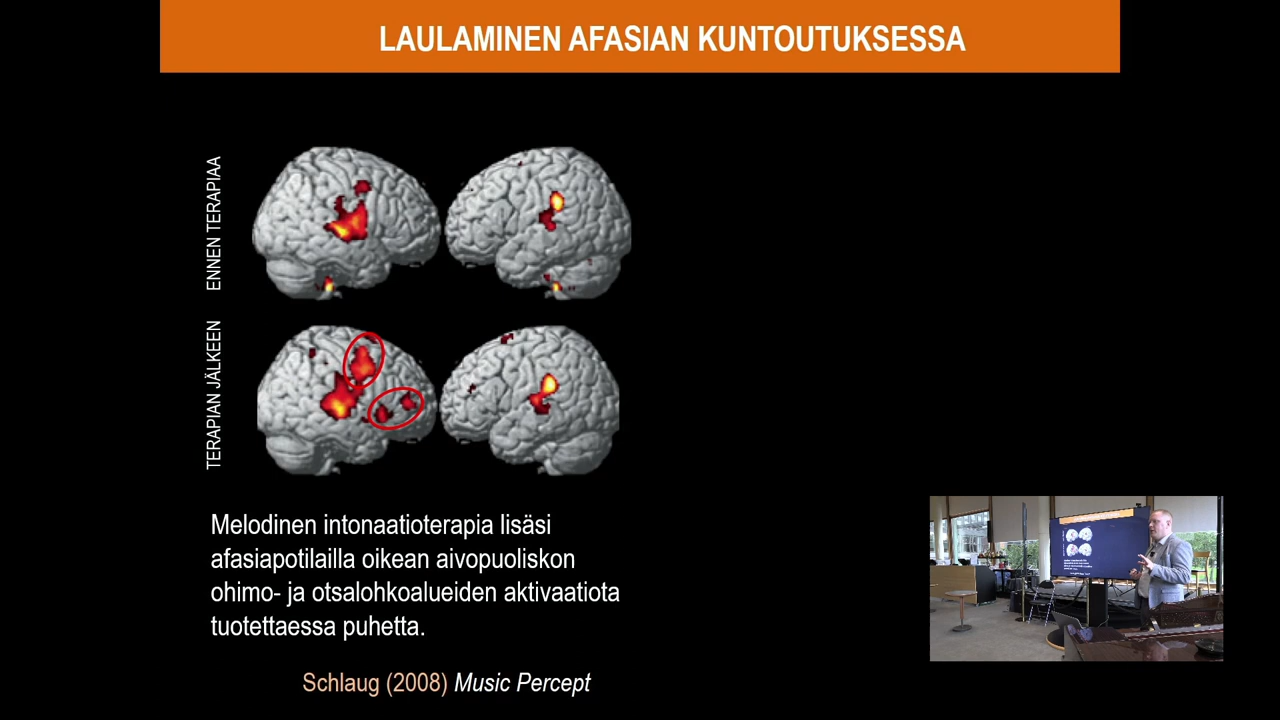 LAULAMINEN AFASIAN KUNTOUTUKSESSA
ENNEN TERAPIAA
TERAPIAN JÄLKEEN
Melodinen intonaatioterapia lisäsi
afasiapotilailla oikean aivopuoliskon
ohimo- ja otsalohkoalueiden aktivaatiota
tuotettaessa puhetta.
Schlaug (2008) Music Percept